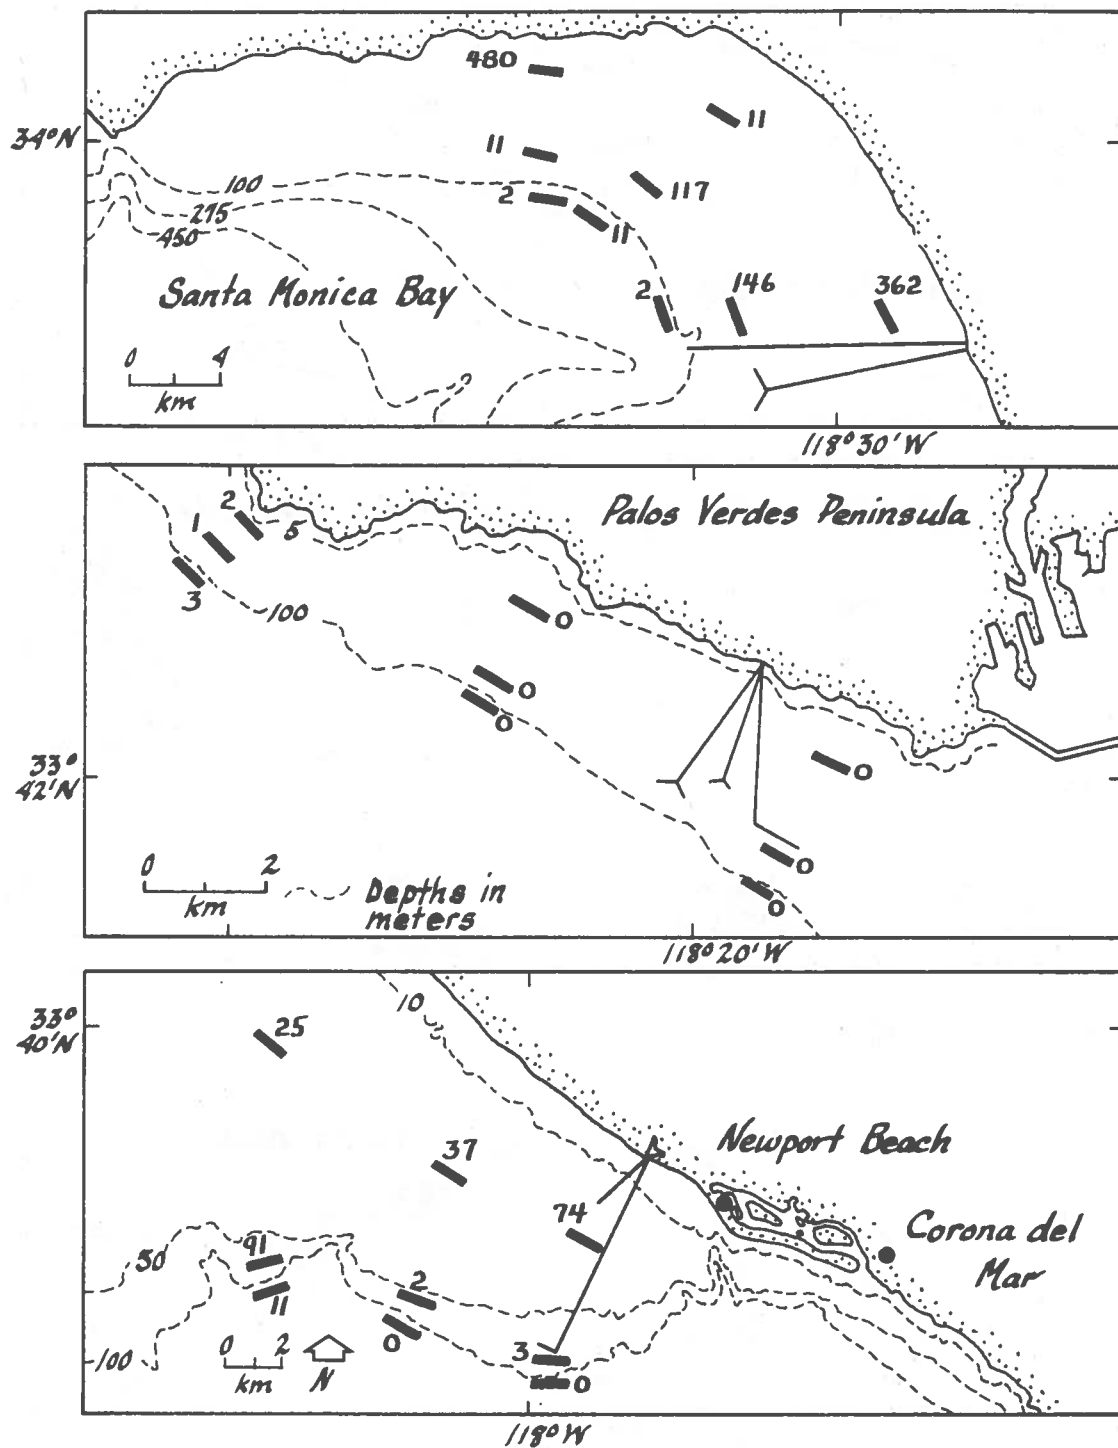 480
11
34°N
11
117
100
2
275
11
450
Santa Monica Bay
2
146
362
0 4
km
118°30'W
2
Palos Verdes Peninsula
1
5
3
100
0
0
0
0
33°
42'N
0 2
km
Depths in
meters
0
0
118°20'W
10
33°
40'N
25
Newport Beach
37
74
Corona del
Mar
50
91
11
2
0
0 2
km
N
100
3
0
118°W